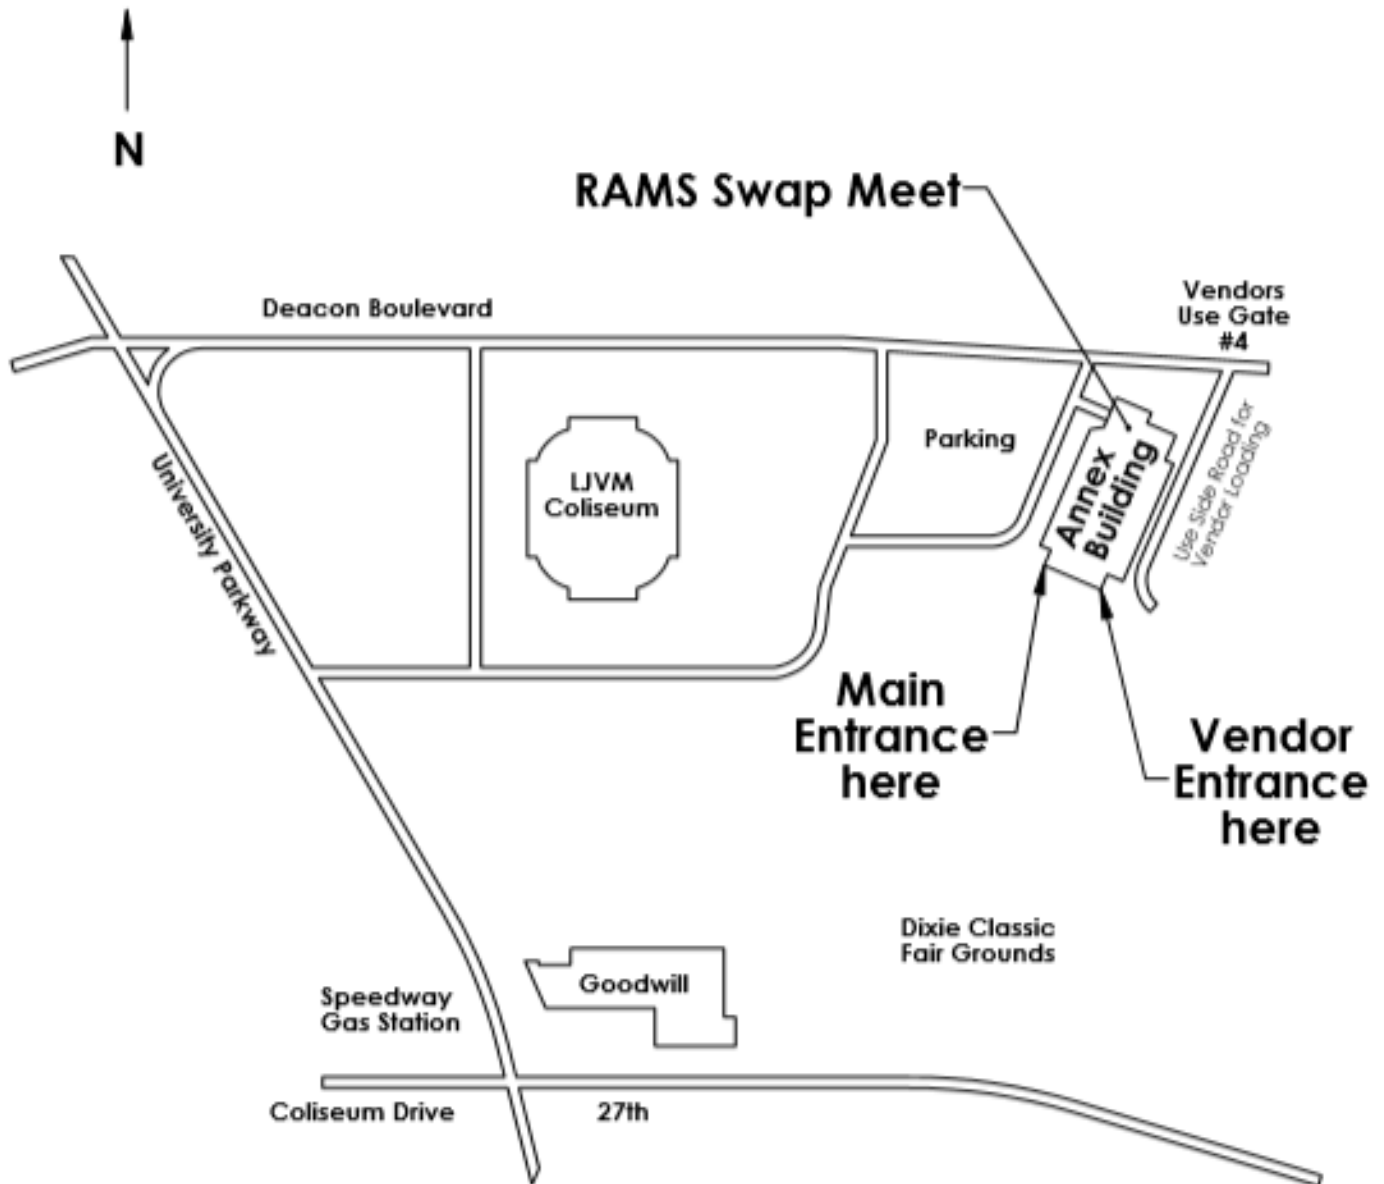 N
RAMS Swap Meet
Deacon Boulevard
Vendors
Use Gate
#4
Parking
LJVM
Coliseum
Annex
Building
Use Side Road for
Vendor Loading
University Parkway
Main
Entrance
here
Vendor
Entrance
here
Dixie Classic
Fair Grounds
Goodwill
Speedway
Gas Station
Coliseum Drive
27th